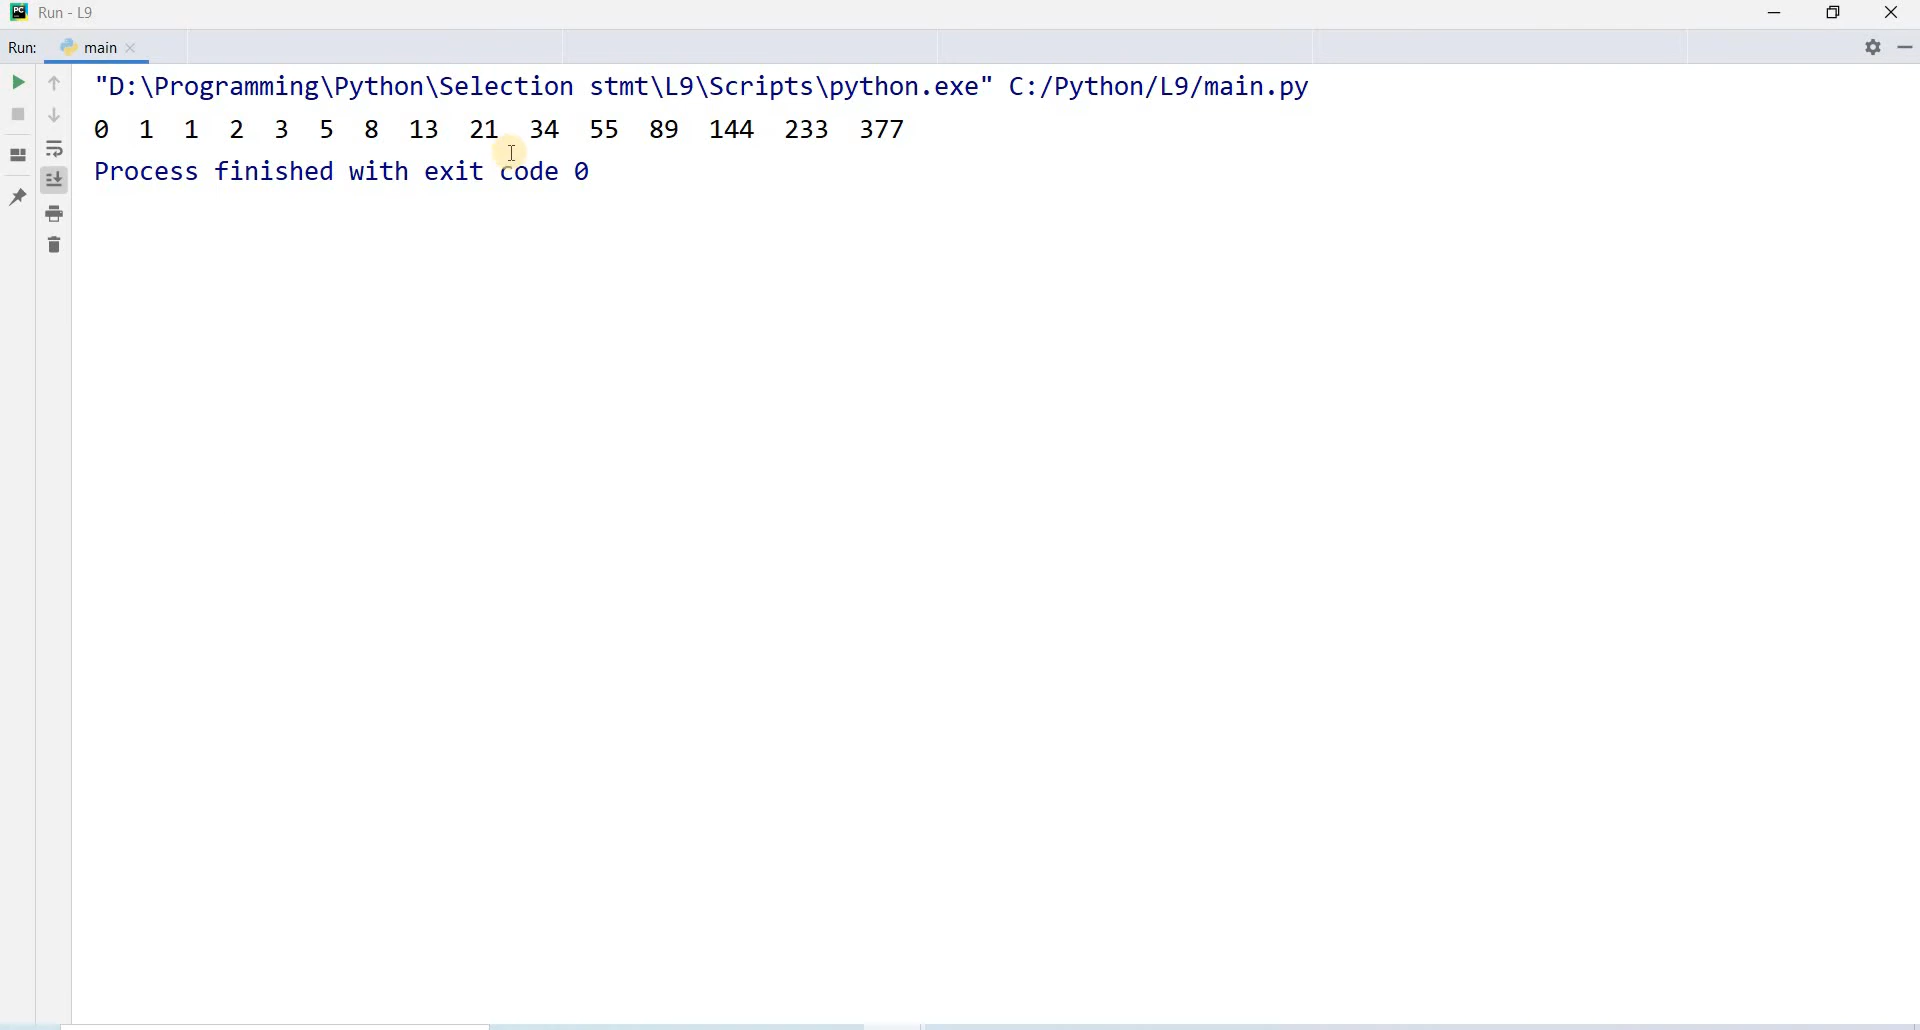 PC Run - L9
Run: main
"D:\Programming\Python\Selection stmt\L9\Scripts\python.exe" C:/Python/L9/main.py
0 1 1 2 3 5 8 13 21 34 55 89 144 233 377
Process finished with exit code 0